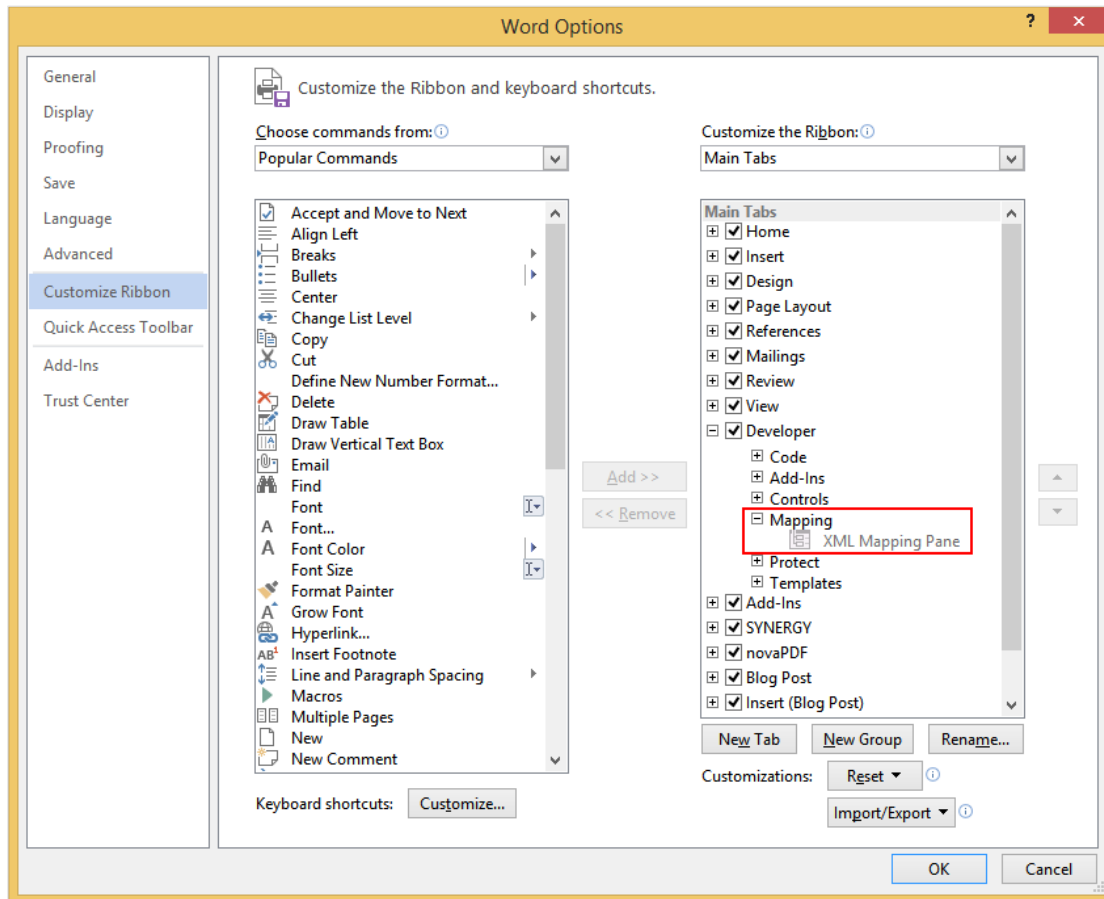 Word Options
?
General
Display
Proofing
Save
Language
Advanced
Customize Ribbon
Quick Access Toolbar
Add-Ins
Trust Center
Customize the Ribbon and keyboard shortcuts.
Choose commands from:
Popular Commands
Accept and Move to Next
Align Left
Breaks
Bullets
Center
Change List Level
Copy
Cut
Define New Number Format...
Delete
Draw Table
Draw Vertical Text Box
Email
Find
Font
Font...
Font Color
Font Size
Format Painter
Grow Font
Hyperlink...
Insert Footnote
Line and Paragraph Spacing
Macros
Multiple Pages
New
New Comment
Keyboard shortcuts: Customize...
Add >>
<< Remove
Customize the Ribbon:
Main Tabs
Main Tabs
Home
Insert
Design
Page Layout
References
Mailings
Review
View
Developer
Code
Add-Ins
Controls
Mapping
XML Mapping Pane
Protect
Templates
Add-Ins
SYNERGY
novaPDF
Blog Post
Insert (Blog Post)
New Tab New Group Rename...
Customizations: Reset
Import/Export
OK Cancel